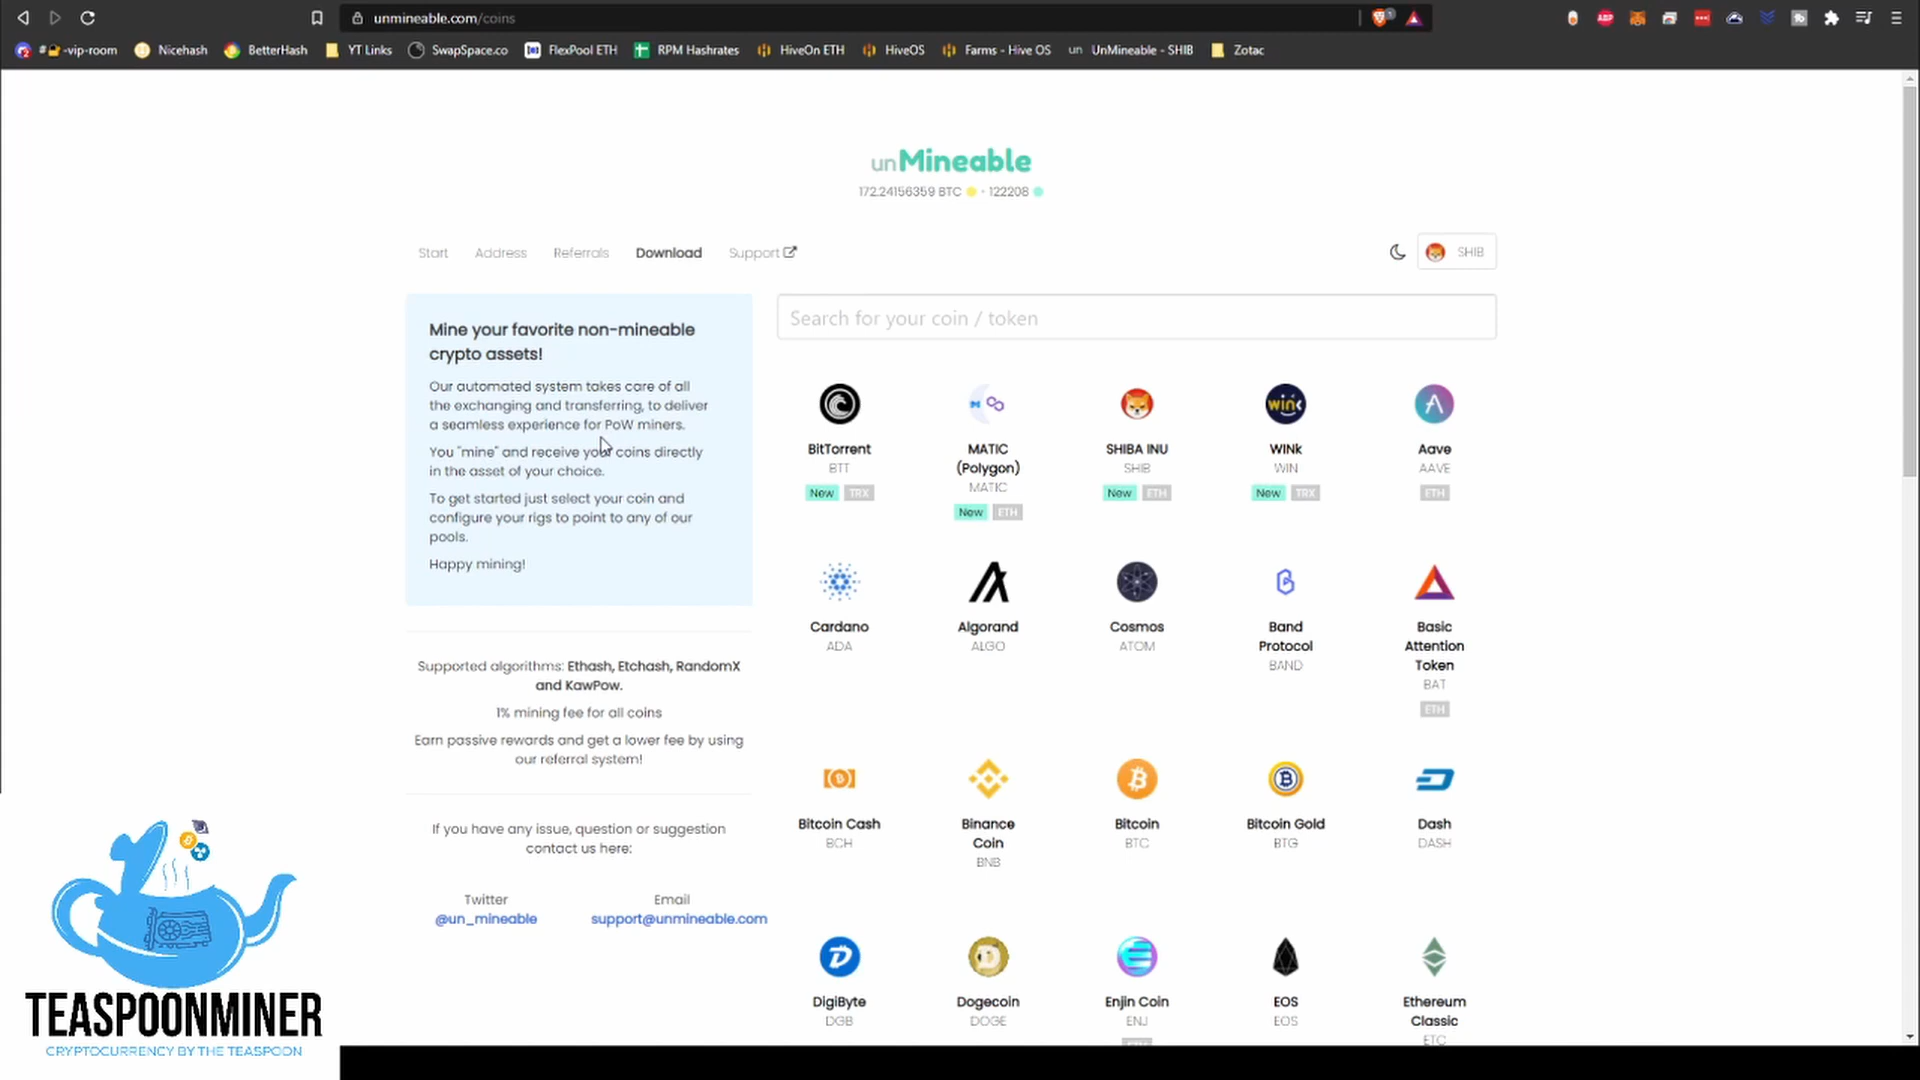 unmineable.com/coins
#🔒-vip-room
Nicehash
BetterHash
YT Links
SwapSpace.co
FlexPool ETH
RPM Hashrates
HiveOn ETH
HiveOS
Farms - Hive OS
un
UnMineable - SHIB
Zotac
unMineable
172.24156359 BTC - 122208
Start
Address
Referrals
Download
Support
SHIB
Mine your favorite non-mineable
crypto assets!
Our automated system takes care of all
the exchanging and transferring, to deliver
a seamless experience for PoW miners.
You "mine" and receive your coins directly
in the asset of your choice.
To get started just select your coin and
configure your rigs to point to any of our
pools.
Happy mining!
Supported algorithms: Ethash, Etchash, RandomX
and KawPow.
1% mining fee for all coins
Earn passive rewards and get a lower fee by using
our referral system!
If you have any issue, question or suggestion
contact us here:
Twitter
@un_mineable
Email
support@unmineable.com
Search for your coin / token
BitTorrent
BTT
New TRX
MATIC
(Polygon)
MATIC
New ETH
SHIBA INU
SHIB
New ETH
WINk
WIN
New TRX
Aave
AAVE
ETH
Cardano
ADA
Algorand
ALGO
Cosmos
ATOM
Band
Protocol
BAND
Basic
Attention
Token
BAT
ETH
Bitcoin Cash
BCH
Binance
Coin
BNB
Bitcoin
BTC
Bitcoin Gold
BTG
Dash
DASH
DigiByte
DGB
Dogecoin
DOGE
Enjin Coin
ENJ
EOS
EOS
Ethereum
Classic
ETC
TEASPOONMINER
CRYPTOCURRENCY BY THE TEASPOON